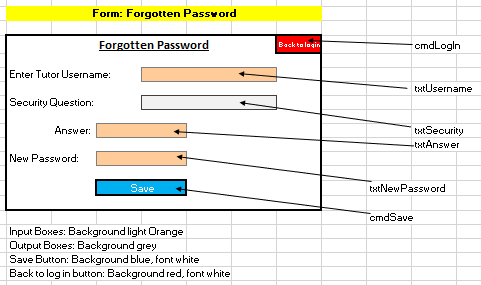 Form: Forgotten Password
Forgotten Password
Back to login
cmdLogIn
Enter Tutor Username:
txtUsername
Security Question:
txtSecurity
Answer:
txtAnswer
New Password:
txtNewPassword
Save
cmdSave
Input Boxes: Background light Orange
Output Boxes: Background grey
Save Button: Background blue, font white
Back to log in button: Background red, font white